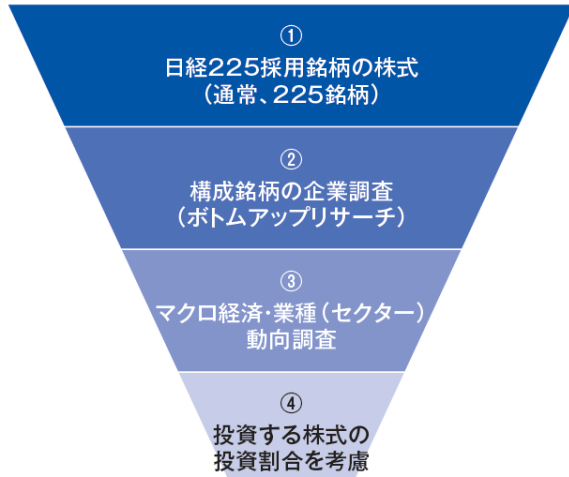 ①
日経225採用銘柄の株式
（通常、225銘柄）
②
構成銘柄の企業調査
（ボトムアップリサーチ）
③
マクロ経済・業種（セクター）
動向調査
④
投資する株式の
投資割合を考慮